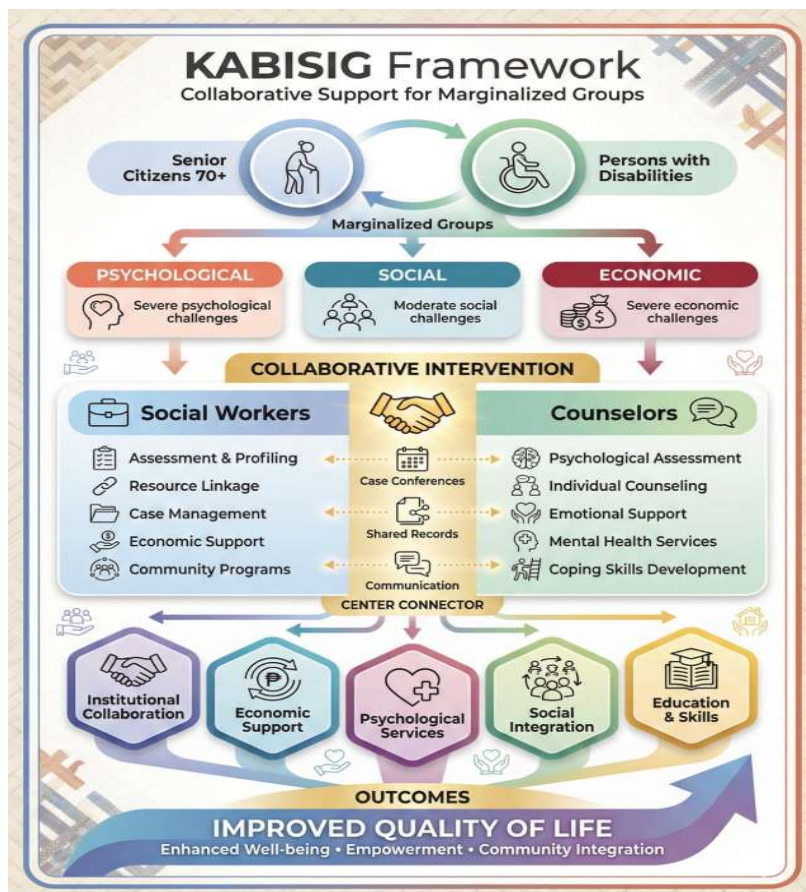 KABISIG Framework
Collaborative Support for Marginalized Groups
Senior
Citizens 70+
Persons with
Disabilities
Marginalized Groups
PSYCHOLOGICAL
Severe psychological
challenges
SOCIAL
Moderate social
challenges
ECONOMIC
Severe economic
challenges
COLLABORATIVE INTERVENTION
Social Workers
Assessment & Profiling
Resource Linkage
Case Management
Economic Support
Community Programs
Case Conferences
Shared Records
Communication
CENTER CONNECTOR
Counselors
Psychological Assessment
Individual Counseling
Emotional Support
Mental Health Services
Coping Skills Development
Institutional
Collaboration
₱
Economic
Support
Psychological
Services
Social
Integration
Education
& Skills
OUTCOMES
IMPROVED QUALITY OF LIFE
Enhanced Well-being • Empowerment • Community Integration